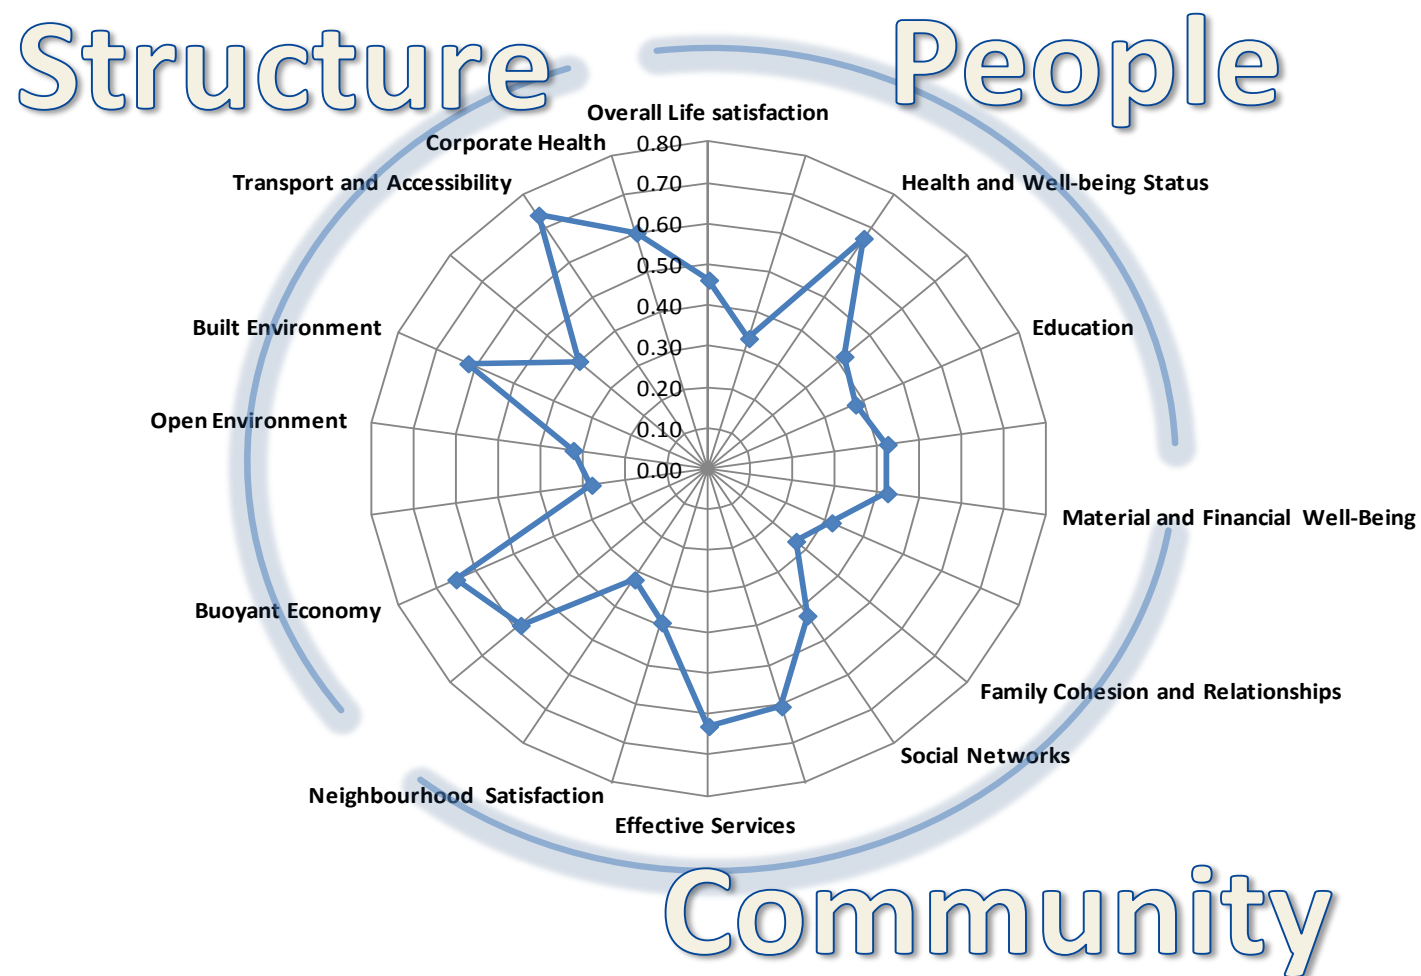 Structure
People
Overall Life satisfaction
Corporate Health
0.80
Transport and Accessibility
0.70
Health and Well-being Status
0.60
0.50
0.40
Built Environment
Education
0.30
0.20
Open Environment
0.10
0.00
Material and Financial Well-Being
Buoyant Economy
Family Cohesion and Relationships
Social Networks
Neighbourhood Satisfaction
Effective Services
Community